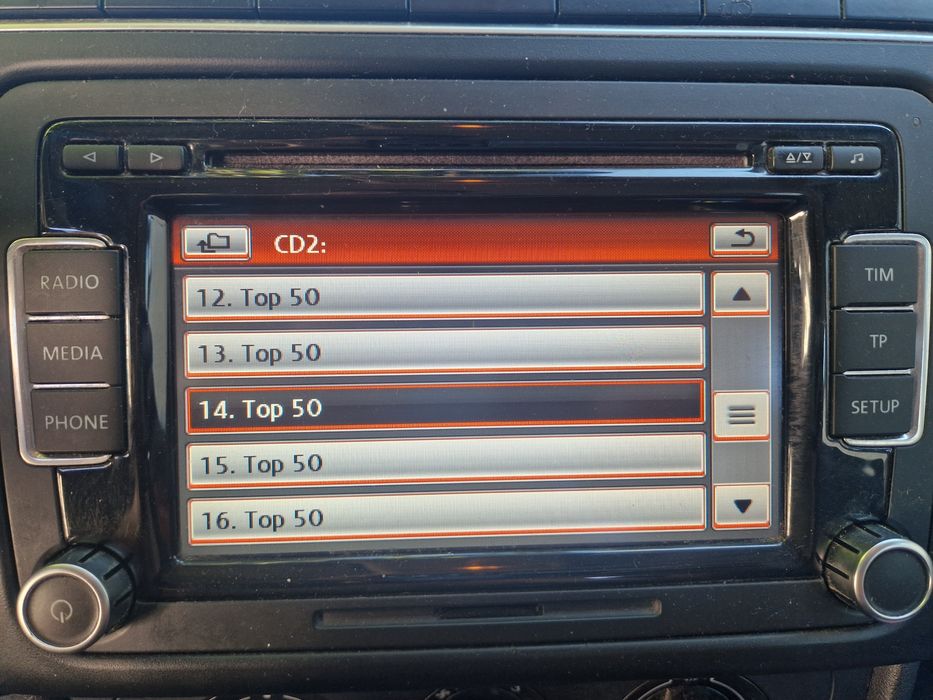 CD2:
RADIO
MEDIA
PHONE
12. Top 50
13. Top 50
14. Top 50
15. Top 50
16. Top 50
TIM
TP
SETUP